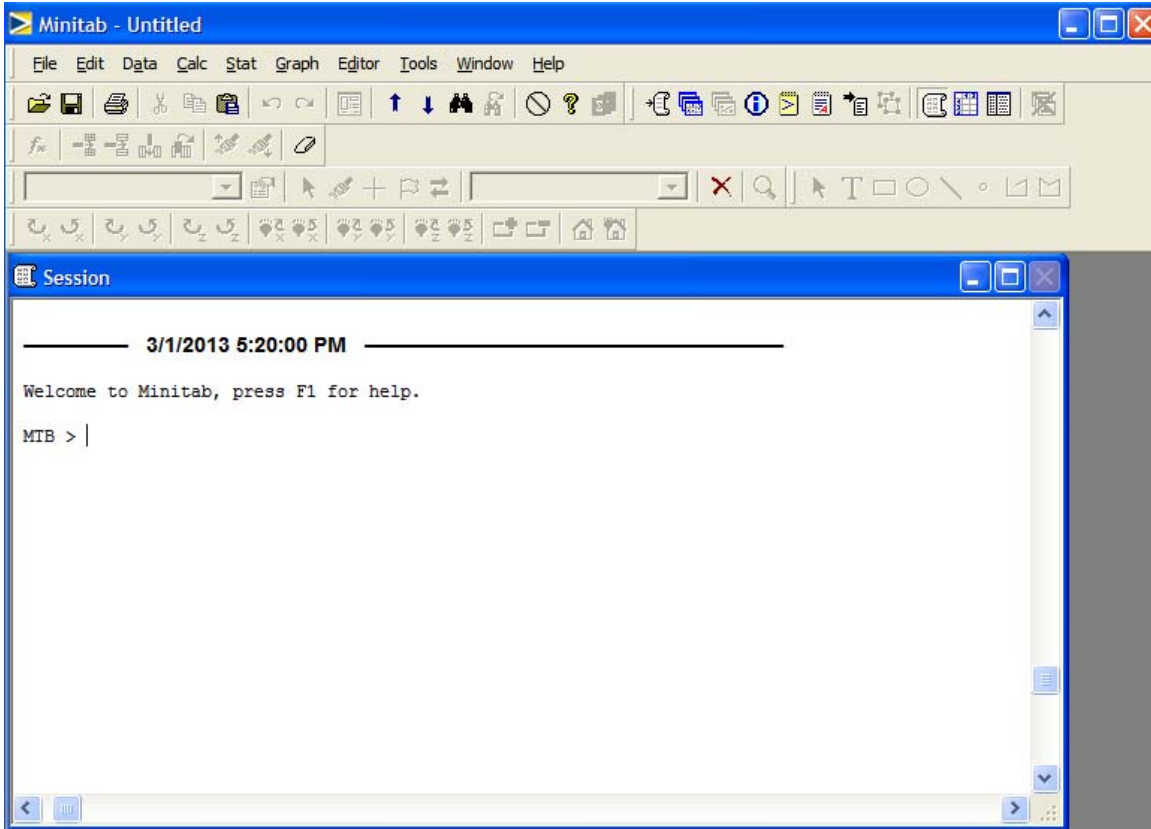 Minitab - Untitled
File Edit Data Calc Stat Graph Editor Tools Window Help
Session
3/1/2013 5:20:00 PM
Welcome to Minitab, press F1 for help.
MTB >